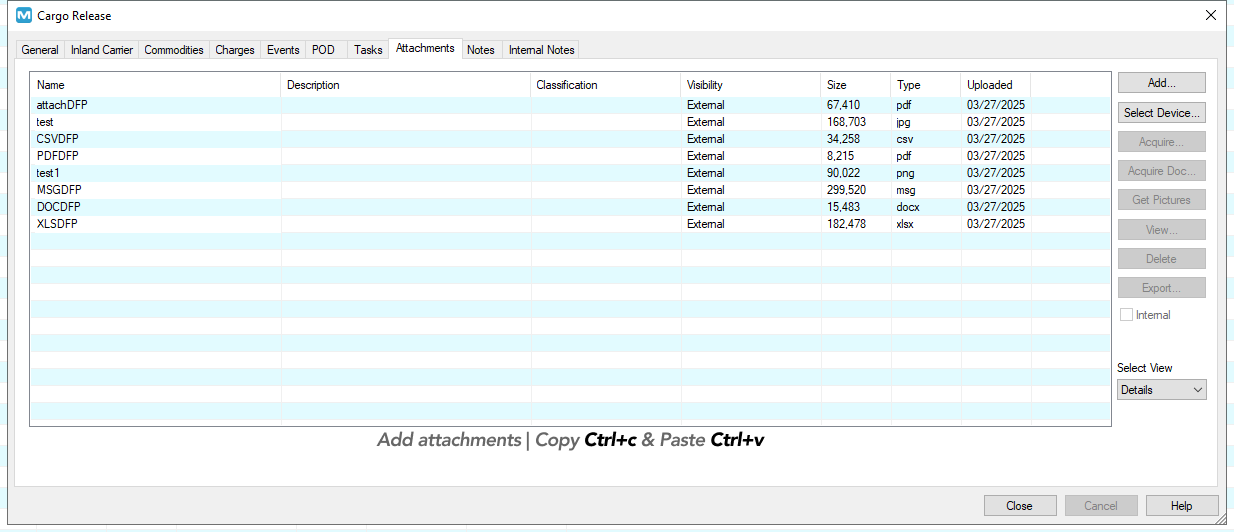 Cargo Release
General Inland Carrier Commodities Charges Events POD Tasks Attachments Notes Internal Notes
Name Description Classification Visibility Size Type Uploaded
attachDFP External 67,410 pdf 03/27/2025
test External 168,703 jpg 03/27/2025
CSVDFP External 34,258 csv 03/27/2025
PDFDFP External 8,215 pdf 03/27/2025
test1 External 90,022 png 03/27/2025
MSGDFP External 299,520 msg 03/27/2025
DOCDFP External 15,483 docx 03/27/2025
XLSDFP External 182,478 xlsx 03/27/2025
Add...
Select Device...
Acquire...
Acquire Doc...
Get Pictures
View...
Delete
Export...
Internal
Select View
Details
Add attachments | Copy Ctrl+c & Paste Ctrl+v
Close Cancel Help